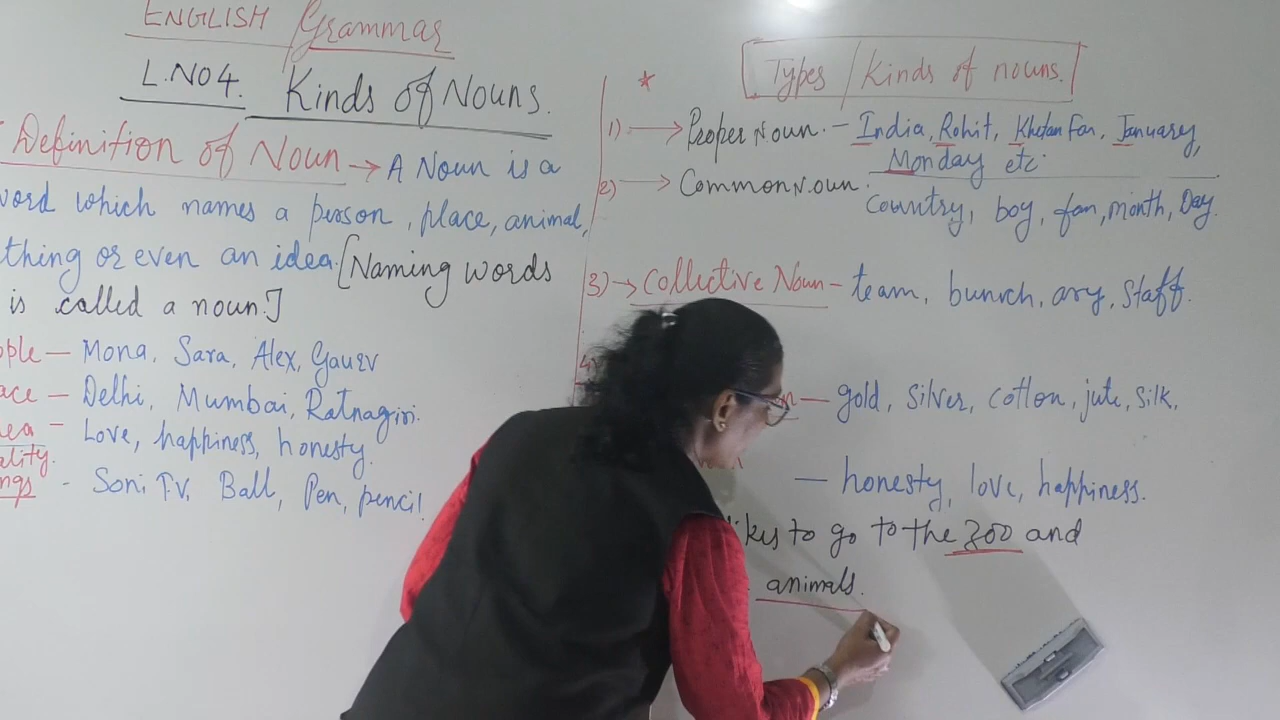 ENGLISH / Grammar
L.NO4. Kinds of Nouns.
Definition of Noun → A Noun is a
word which names a person, place, animal,
thing or even an idea. [Naming words
is called a noun.]
ople — Mona, Sara, Alex, Gaurv
ace — Delhi, Mumbai, Ratnagiri.
ea — Love, happiness, honesty.
ality.
ngs - Soni T.V, Ball, Pen, pencil
* Types / Kinds of nouns.
1) → Proper Noun. — India, Rohit, Khetan Fan, January,
Monday etc.
2) → Common Noun.
Country, boy, fan, month, Day.
3) → Collective Noun — team, bunch, army, Staff.
4)
n — gold, silver, cotton, jute, silk,
— honesty, love, happiness.
likes to go to the zoo and
animals.